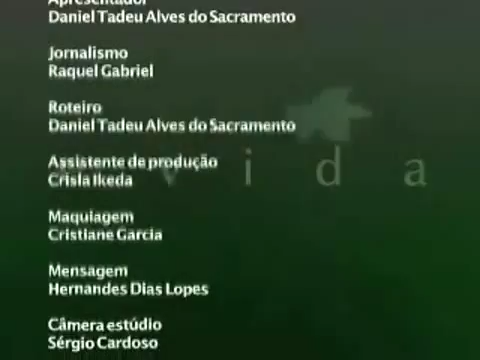 Apresentador
Daniel Tadeu Alves do Sacramento
Jornalismo
Raquel Gabriel
Roteiro
Daniel Tadeu Alves do Sacramento
Assistente de produção
Crisla Ikeda
vida
Maquiagem
Cristiane Garcia
Mensagem
Hernandes Dias Lopes
Câmera estúdio
Sérgio Cardoso